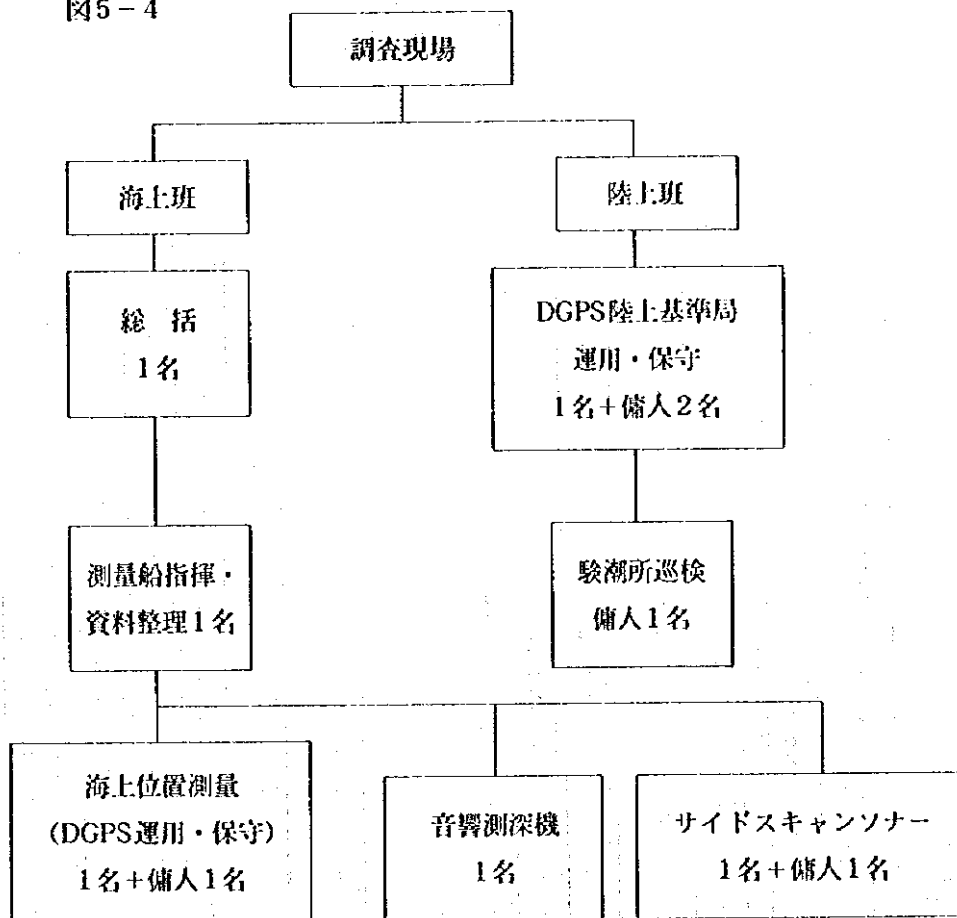 図5-4
調査現場
海上班
陸上班
総 括
1名
DGPS陸上基準局
運用・保守
1名+傭人2名
測量船指揮・
資料整理1名
験潮所巡検
傭人1名
海上位置測量
(DGPS運用・保守)
1名+傭人1名
音響測深機
1名
サイドスキャンソナー
1名+傭人1名